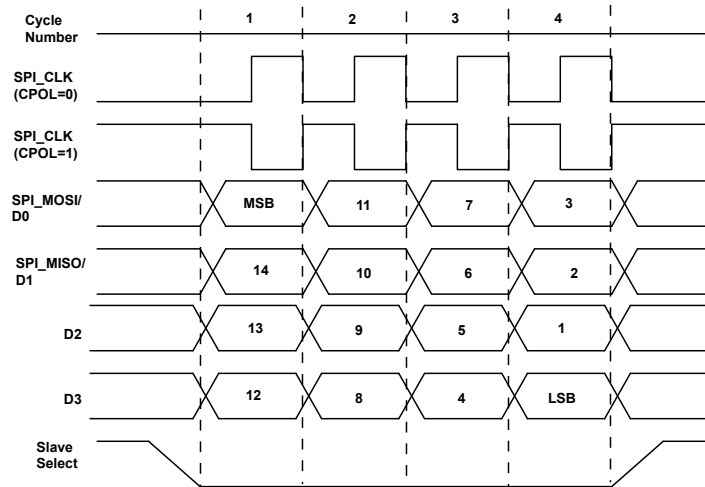 Cycle
Number
1 2 3 4
SPI_CLK
(CPOL=0)
SPI_CLK
(CPOL=1)
SPI_MOSI/
D0
MSB 11 7 3
SPI_MISO/
D1
14 10 6 2
D2 13 9 5 1
D3 12 8 4 LSB
Slave
Select